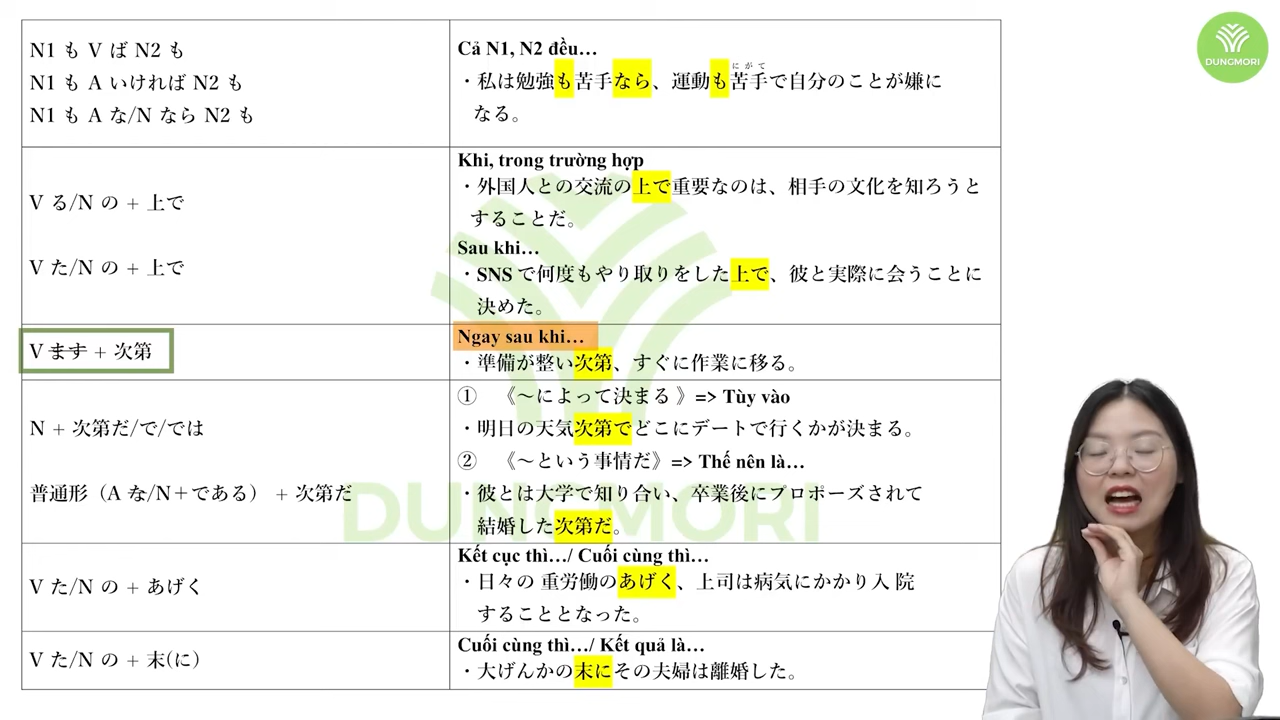 N1 も V ば N2 も
N1 も A いければ N2 も
N1 も A な/N なら N2 も
Cả N1, N2 đều…
・私は勉強も苦手なら、運動も苦手で自分のことが嫌に
にがて
なる。
V る/N の + 上で
V た/N の + 上で
Khi, trong trường hợp
・外国人との交流の上で重要なのは、相手の文化を知ろうと
することだ。
Sau khi…
・SNS で何度もやり取りをした上で、彼と実際に会うことに
決めた。
V ます + 次第
Ngay sau khi…
・準備が整い次第、すぐに作業に移る。
N + 次第だ/で/では
普通形（A な/N＋である） + 次第だ
① 《～によって決まる 》=> Tùy vào
・明日の天気次第でどこにデートで行くかが決まる。
② 《～という事情だ》=> Thế nên là…
・彼とは大学で知り合い、卒業後にプロポーズされて
結婚した次第だ。
V た/N の + あげく
Kết cục thì…/ Cuối cùng thì…
・日々の 重労働のあげく、上司は病気にかかり入 院
することとなった。
V た/N の + 末(に)
Cuối cùng thì…/ Kết quả là…
・大げんかの末にその夫婦は離婚した。
DUNGMORI
DUNGMORI